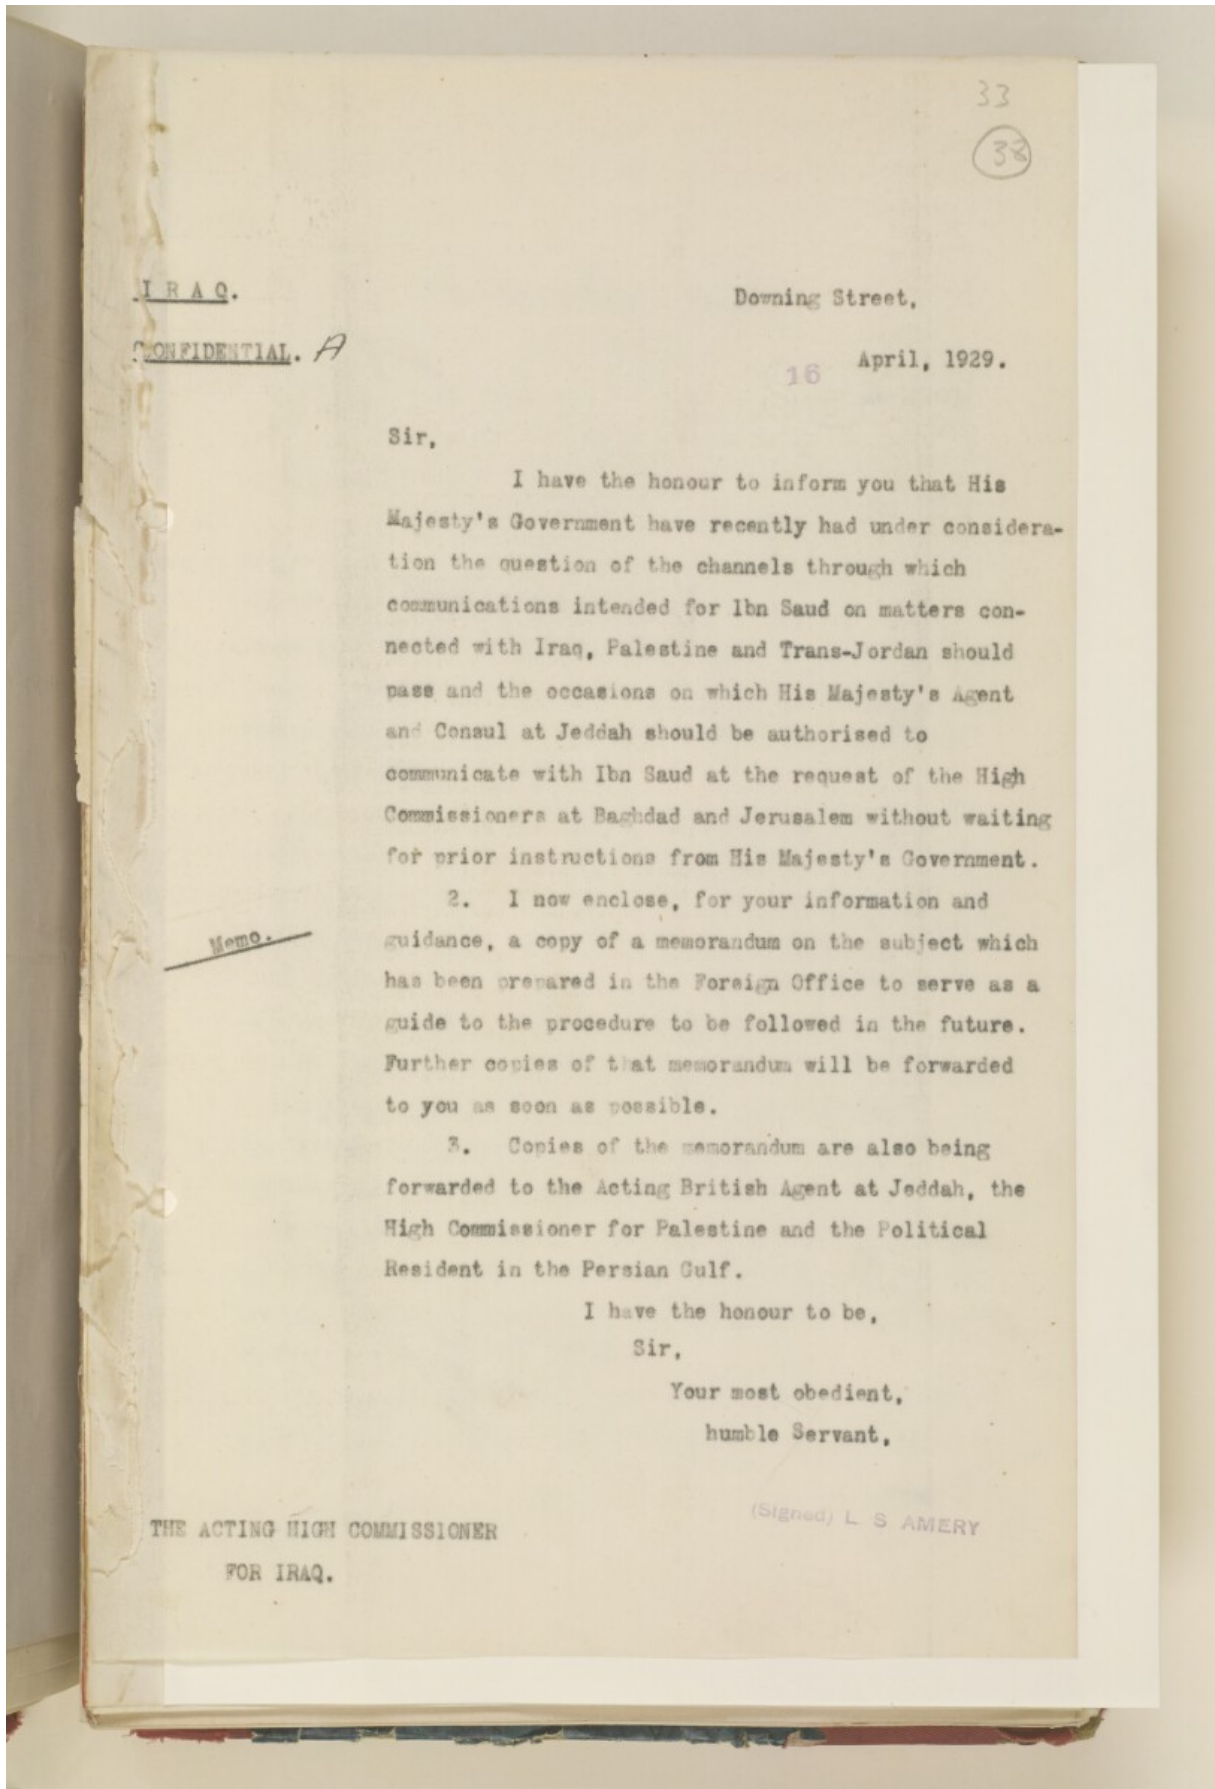 33
38
I R A Q.
Downing Street,
CONFIDENTIAL. A
16 April, 1929.
Sir,
I have the honour to inform you that His
Majesty's Government have recently had under considera-
tion the question of the channels through which
communications intended for Ibn Saud on matters con-
nected with Iraq, Palestine and Trans-Jordan should
pass and the occasions on which His Majesty's Agent
and Consul at Jeddah should be authorised to
communicate with Ibn Saud at the request of the High
Commissioners at Baghdad and Jerusalem without waiting
for prior instructions from His Majesty's Government.
2. I now enclose, for your information and
Memo.
guidance, a copy of a memorandum on the subject which
has been prepared in the Foreign Office to serve as a
guide to the procedure to be followed in the future.
Further copies of that memorandum will be forwarded
to you as soon as possible.
3. Copies of the memorandum are also being
forwarded to the Acting British Agent at Jeddah, the
High Commissioner for Palestine and the Political
Resident in the Persian Gulf.
I have the honour to be,
Sir,
Your most obedient,
humble Servant,
(Signed) L S AMERY
THE ACTING HIGH COMMISSIONER
FOR IRAQ.